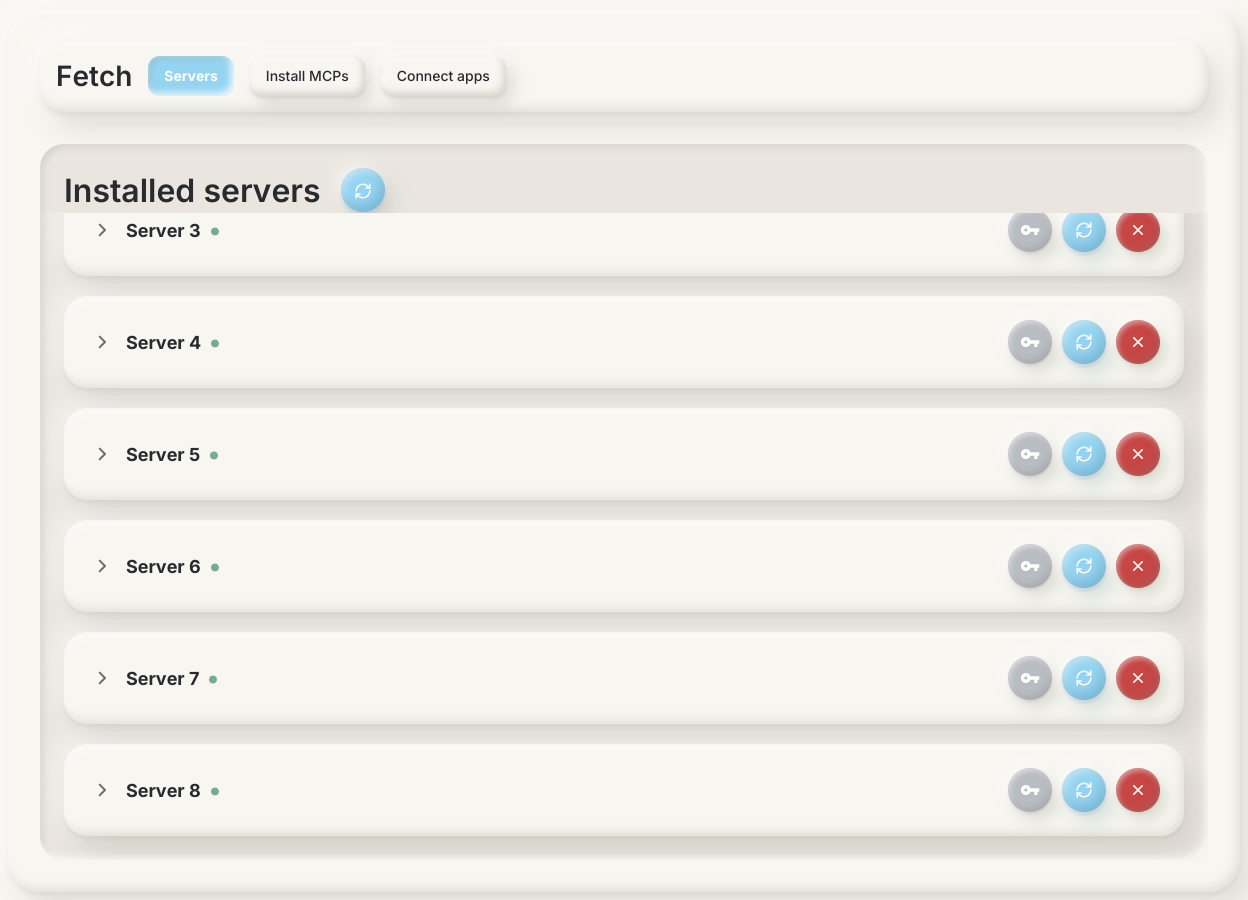 Fetch
Servers
Install MCPs
Connect apps
Installed servers
Server 3
Server 4
Server 5
Server 6
Server 7
Server 8